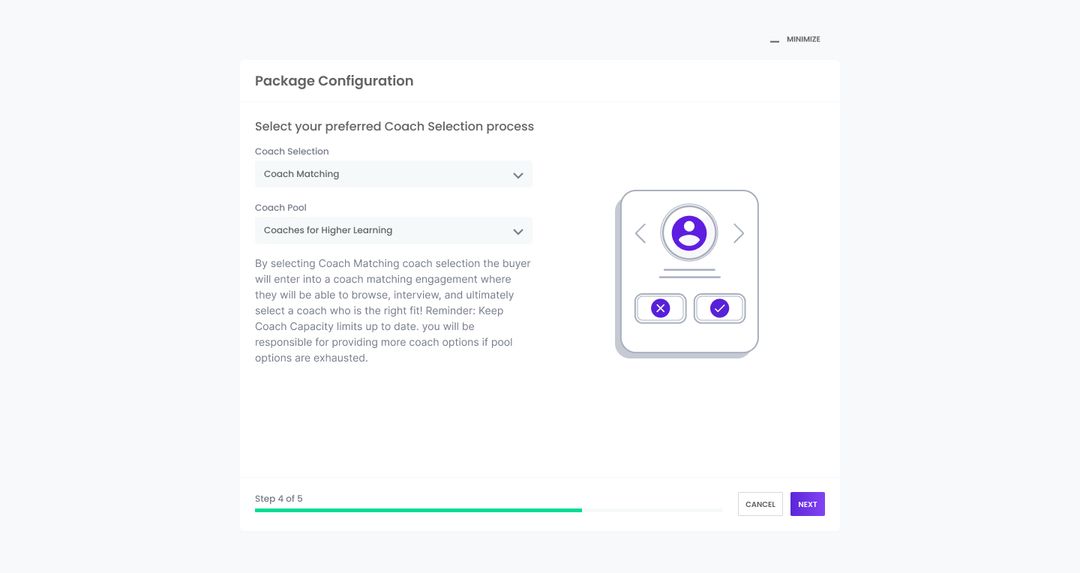 MINIMIZE
Package Configuration
Select your preferred Coach Selection process
Coach Selection
Coach Matching
Coach Pool
Coaches for Higher Learning
By selecting Coach Matching coach selection the buyer
will enter into a coach matching engagement where
they will be able to browse, interview, and ultimately
select a coach who is the right fit! Reminder: Keep
Coach Capacity limits up to date. you will be
responsible for providing more coach options if pool
options are exhausted.
Step 4 of 5
CANCEL
NEXT